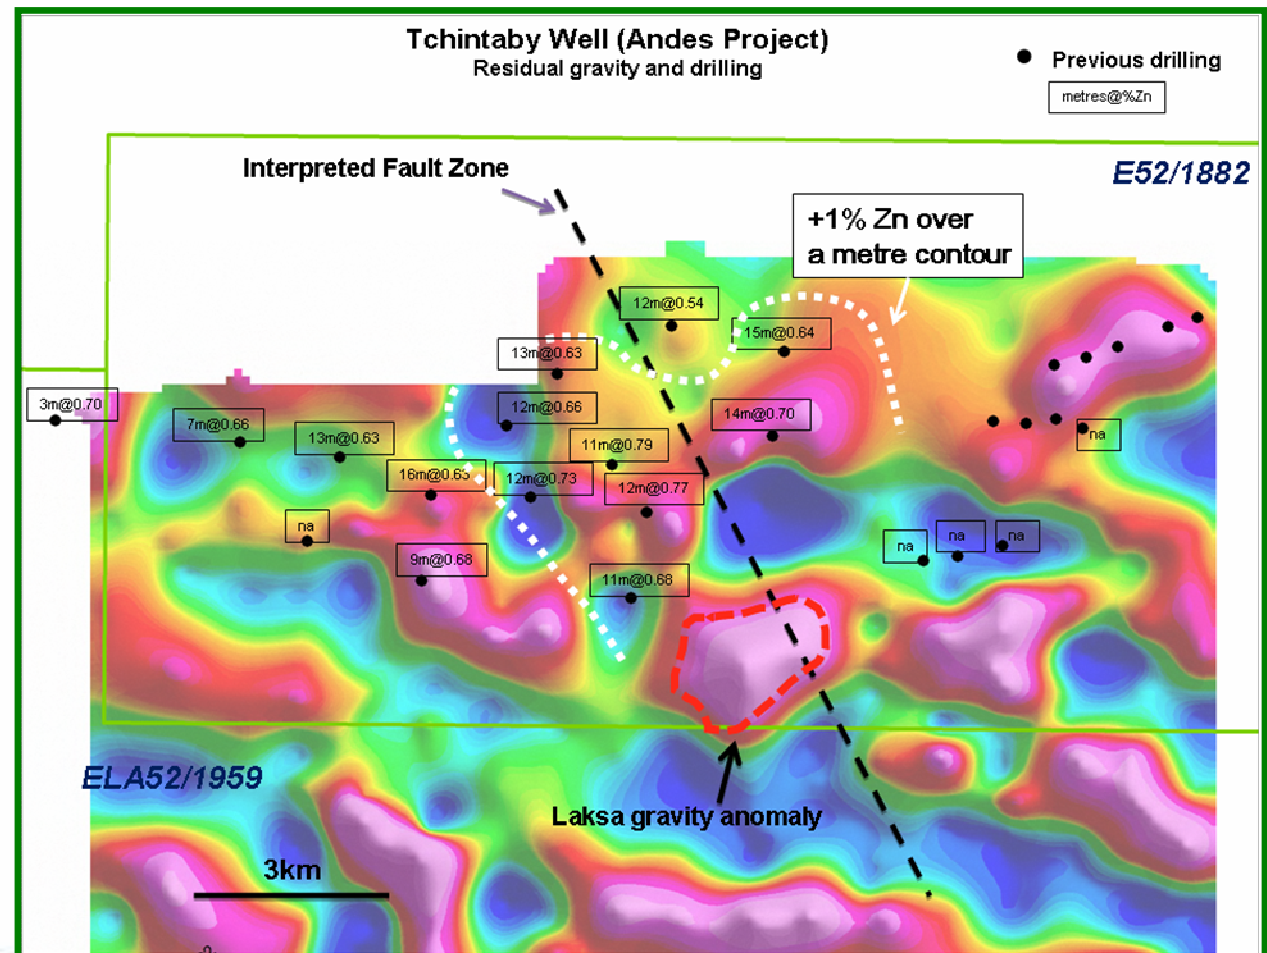 Tchintaby Well (Andes Project)
Residual gravity and drilling
Previous drilling
metres@%Zn
Interpreted Fault Zone
E52/1882
+1% Zn over
a metre contour
12m@0.54
15m@0.64
13m@0.63
3m@0.70
12m@0.66
14m@0.70
7m@0.66
13m@0.63
11m@0.79
na
16m@0.65
12m@0.73
12m@0.77
na
na
na
na
9m@0.68
11m@0.68
ELA52/1959
Laksa gravity anomaly
3km